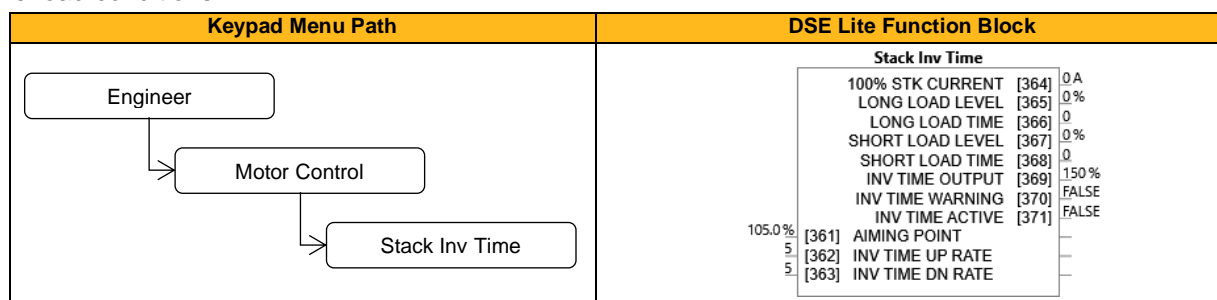 Keypad Menu Path
DSE Lite Function Block
Engineer
Motor Control
Stack Inv Time
Stack Inv Time
100% STK CURRENT [364] 0 A
LONG LOAD LEVEL [365] 0 %
LONG LOAD TIME [366] 0
SHORT LOAD LEVEL [367] 0 %
SHORT LOAD TIME [368] 0
INV TIME OUTPUT [369] 150 %
INV TIME WARNING [370] FALSE
INV TIME ACTIVE [371] FALSE
105.0 % [361] AIMING POINT
5 [362] INV TIME UP RATE
5 [363] INV TIME DN RATE